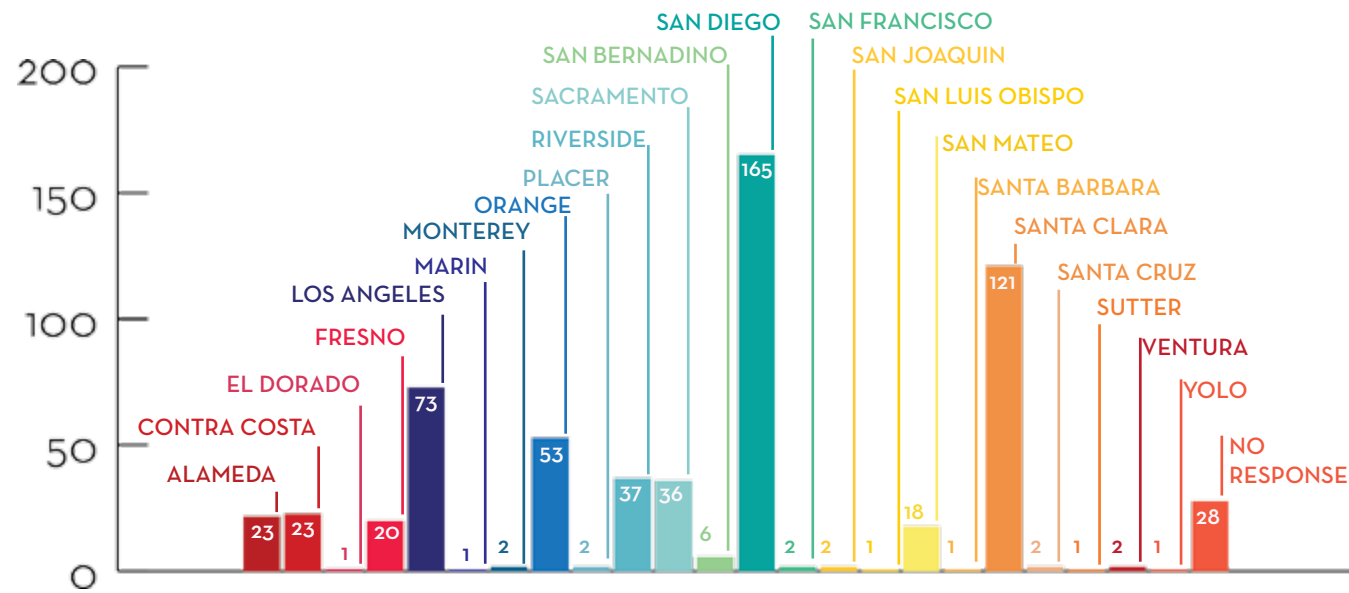 200
150
100
50
0
ALAMEDA
CONTRA COSTA
EL DORADO
FRESNO
LOS ANGELES
MARIN
MONTEREY
ORANGE
PLACER
RIVERSIDE
SACRAMENTO
SAN BERNADINO
SAN DIEGO
SAN FRANCISCO
SAN JOAQUIN
SAN LUIS OBISPO
SAN MATEO
SANTA BARBARA
SANTA CLARA
SANTA CRUZ
SUTTER
VENTURA
YOLO
NO
RESPONSE
23
23
1
20
73
1
2
53
2
37
36
6
165
2
2
1
18
1
121
2
1
2
1
28